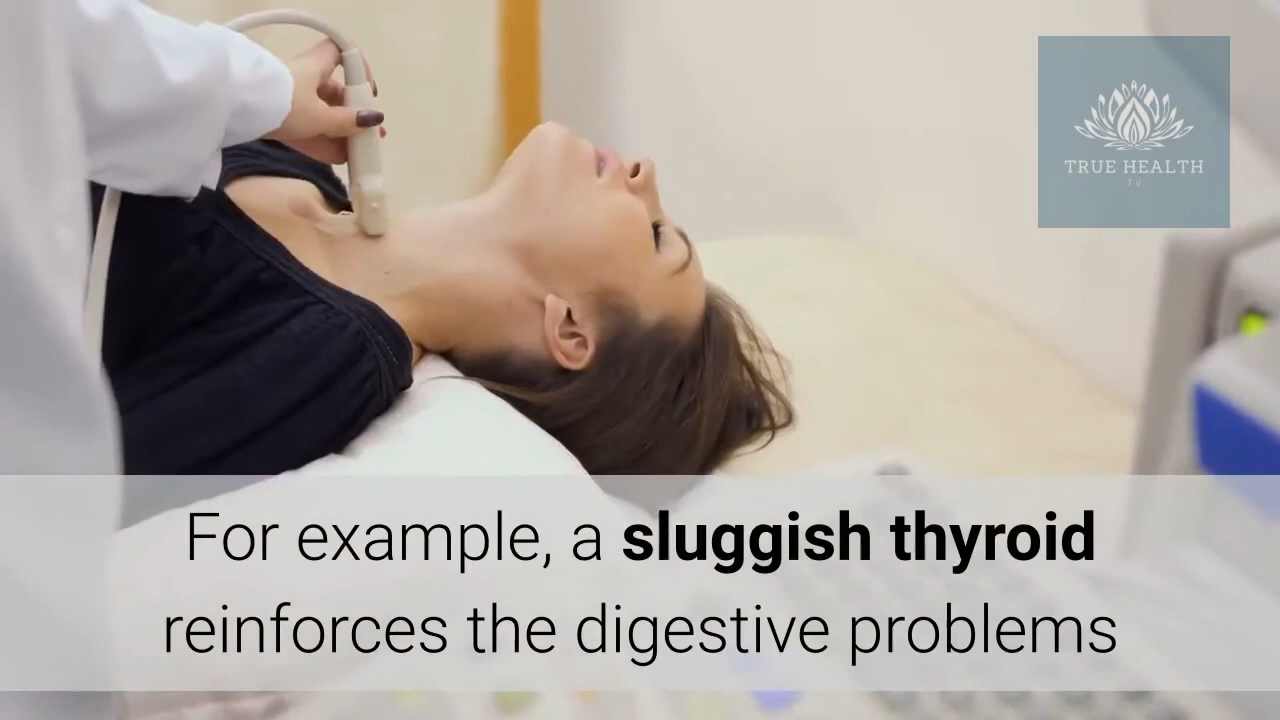 TRUE HEALTH
TV
For example, a sluggish thyroid
reinforces the digestive problems